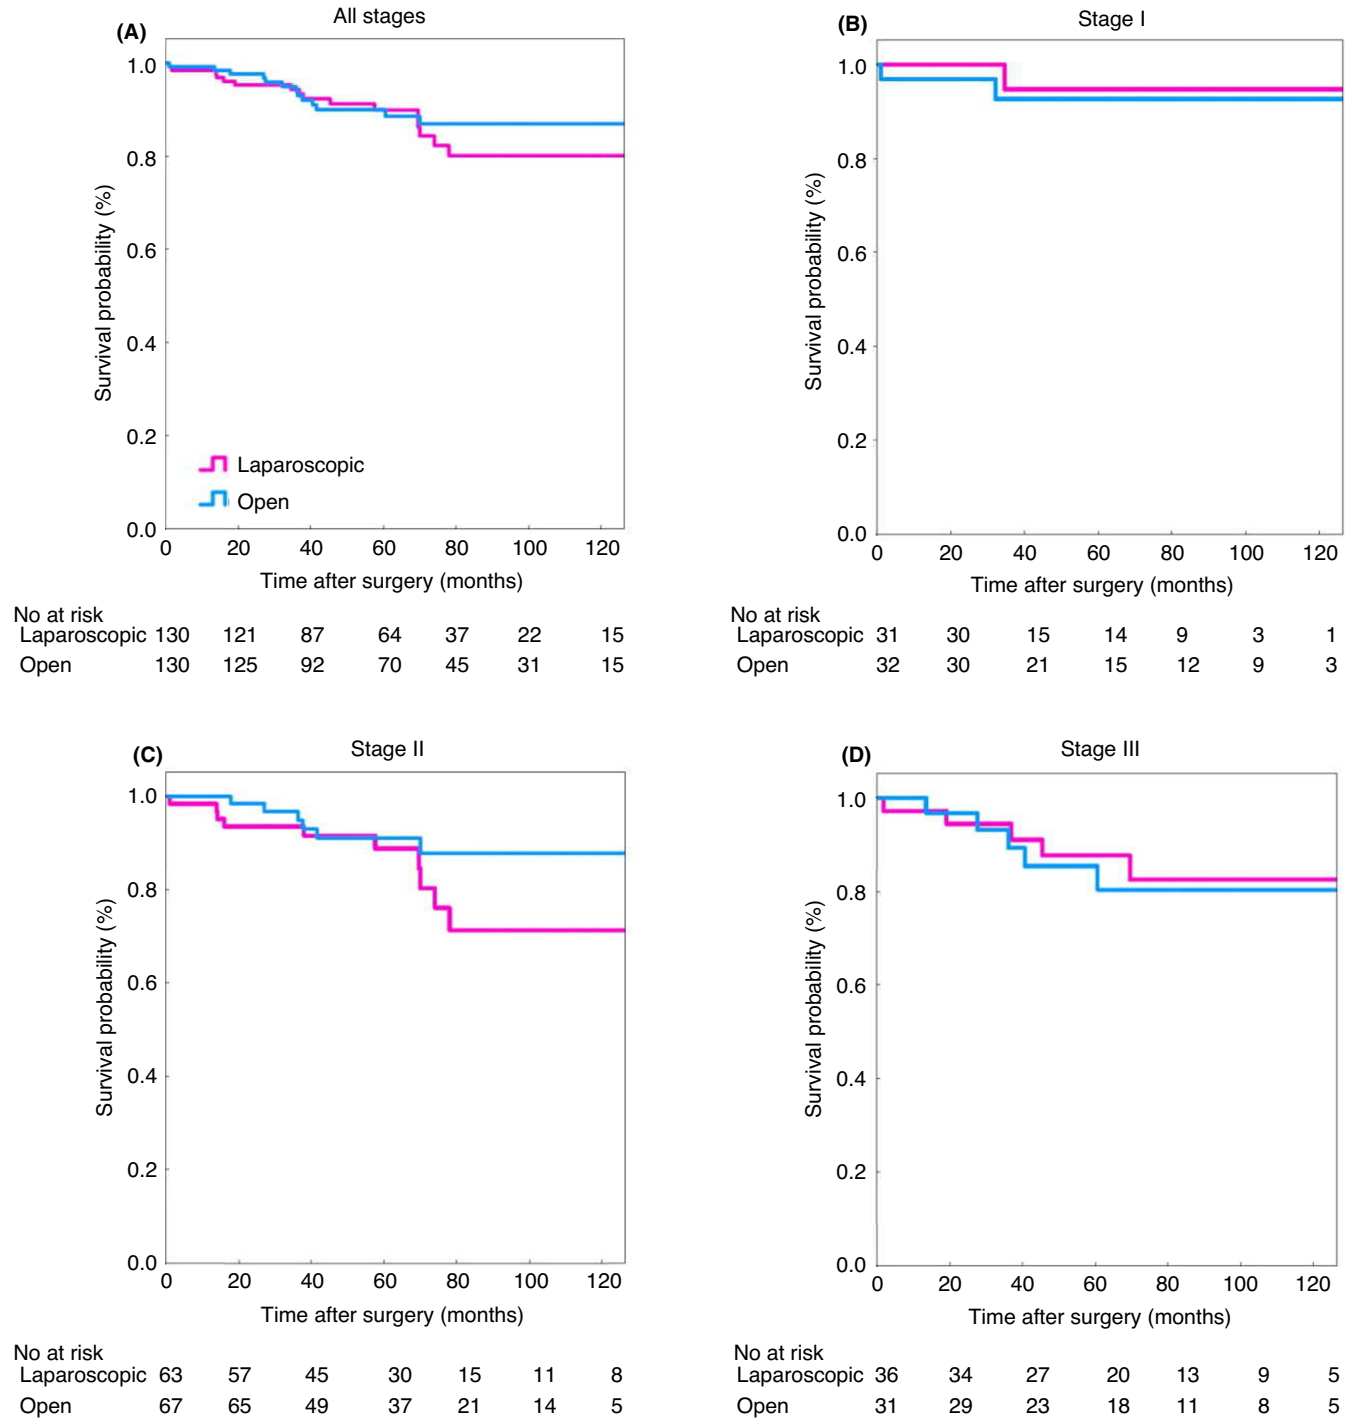 (A)
All stages
1.0
0.8
0.6
0.4
0.2
0.0
Survival probability (%)
Laparoscopic
Open
0 20 40 60 80 100 120
Time after surgery (months)
No at risk
Laparoscopic 130 121 87 64 37 22 15
Open 130 125 92 70 45 31 15
(B)
Stage I
1.0
0.8
0.6
0.4
0.2
0.0
Survival probability (%)
0 20 40 60 80 100 120
Time after surgery (months)
No at risk
Laparoscopic 31 30 15 14 9 3 1
Open 32 30 21 15 12 9 3
(C)
Stage II
1.0
0.8
0.6
0.4
0.2
0.0
Survival probability (%)
0 20 40 60 80 100 120
Time after surgery (months)
No at risk
Laparoscopic 63 57 45 30 15 11 8
Open 67 65 49 37 21 14 5
(D)
Stage III
1.0
0.8
0.6
0.4
0.2
0.0
Survival probability (%)
0 20 40 60 80 100 120
Time after surgery (months)
No at risk
Laparoscopic 36 34 27 20 13 9 5
Open 31 29 23 18 11 8 5